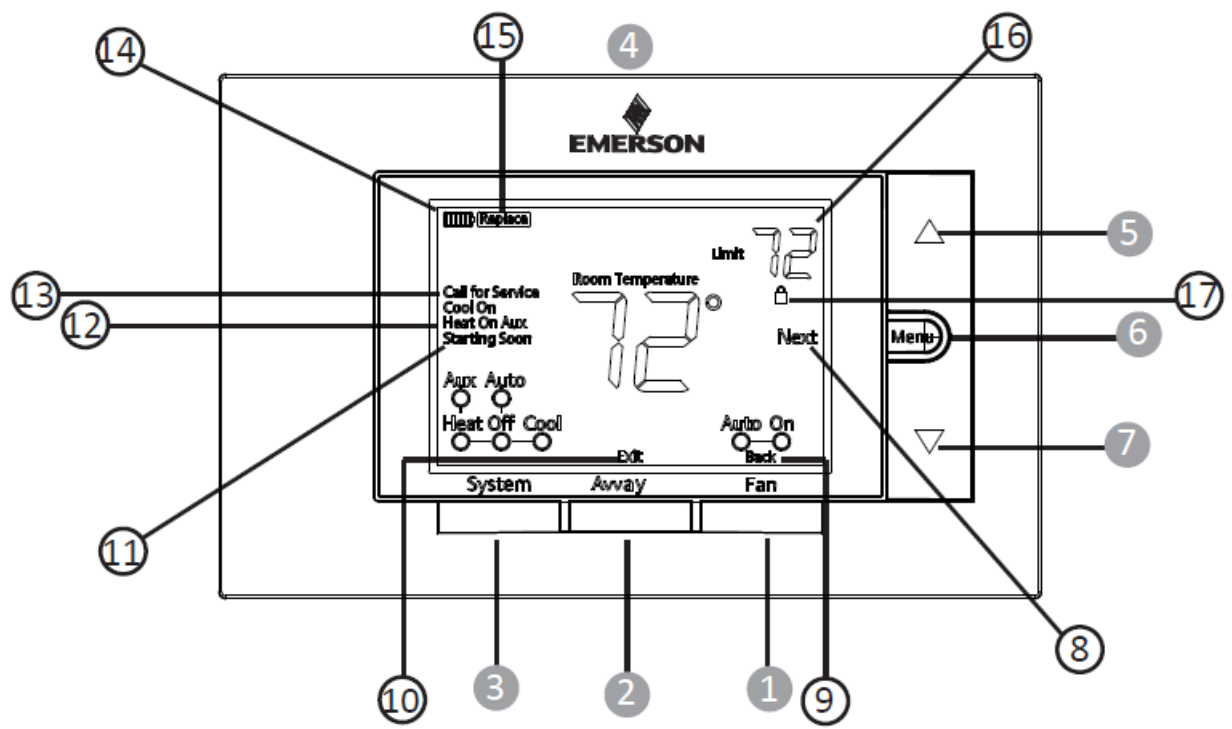 14
15
4
16
EMERSON
Replace
Limit 72
5
Room Temperature
72°
13
Call for Service
17
Cool On
12
Heat On Aux
Starting Soon
Next
Menu
6
Aux Auto
Heat Off Cool
Auto On
7
Exit
Back
System Away Fan
11
8
10
3
2
1
9